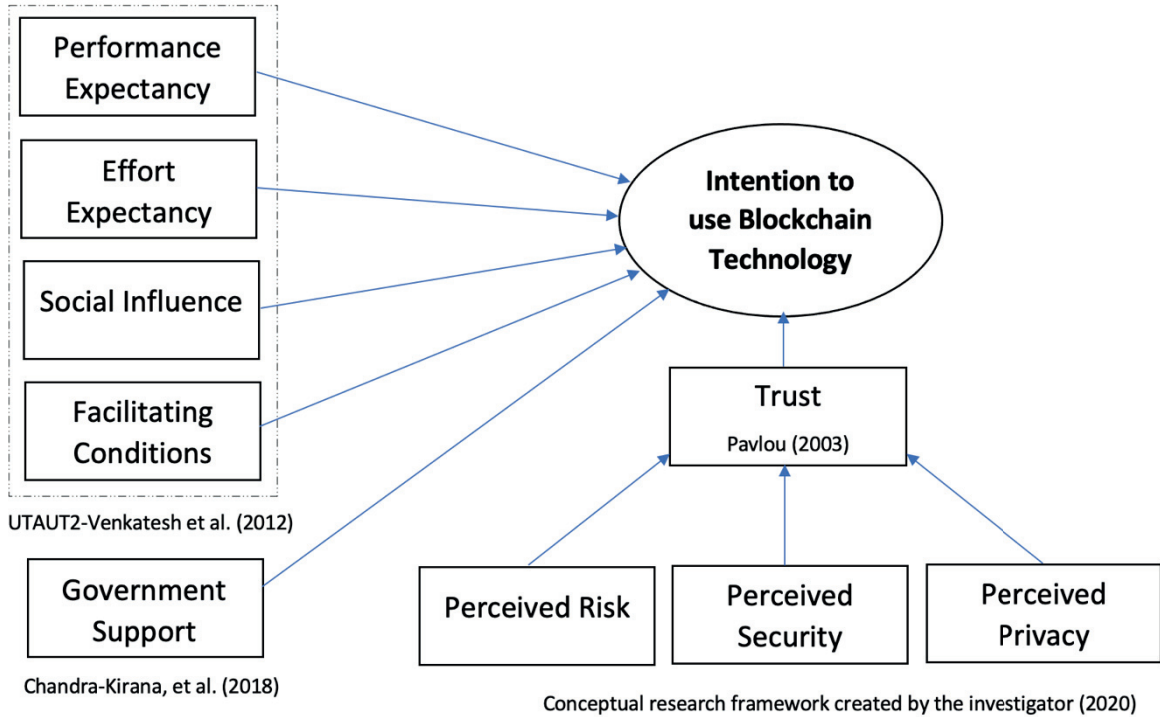 Performance
Expectancy
Effort
Expectancy
Social Influence
Facilitating
Conditions
UTAUT2-Venkatesh et al. (2012)
Government
Support
Chandra-Kirana, et al. (2018)
Intention to
use Blockchain
Technology
Trust
Pavlou (2003)
Perceived Risk
Perceived
Security
Perceived
Privacy
Conceptual research framework created by the investigator (2020)